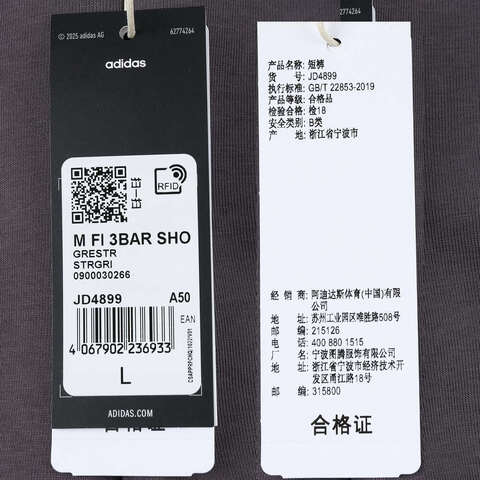 © 2025 adidas AG
62774264
adidas
RFID
扫一扫
M FI 3BAR SHO
GRESTR
STRGRI
0900030266
JD4899 A50
EAN
4 067902 236933
L
ADIDAS.COM
合格证
62774264
产品名称: 短裤
货 号: JD4899
执行标准: GB/T 22853-2019
产品等级: 合格品
检验合格: 检18
安全类别: B类
产 地: 浙江省宁波市
经 销 商: 阿迪达斯体育(中国)有限
公司
地 址: 苏州工业园区唯胜路508号
邮 编: 215126
电 话: 400 880 1515
厂 名: 宁波图腾服饰有限公司
地 址: 浙江省宁波市经济技术开
发区甬江路18号
邮 编: 315800
合格证